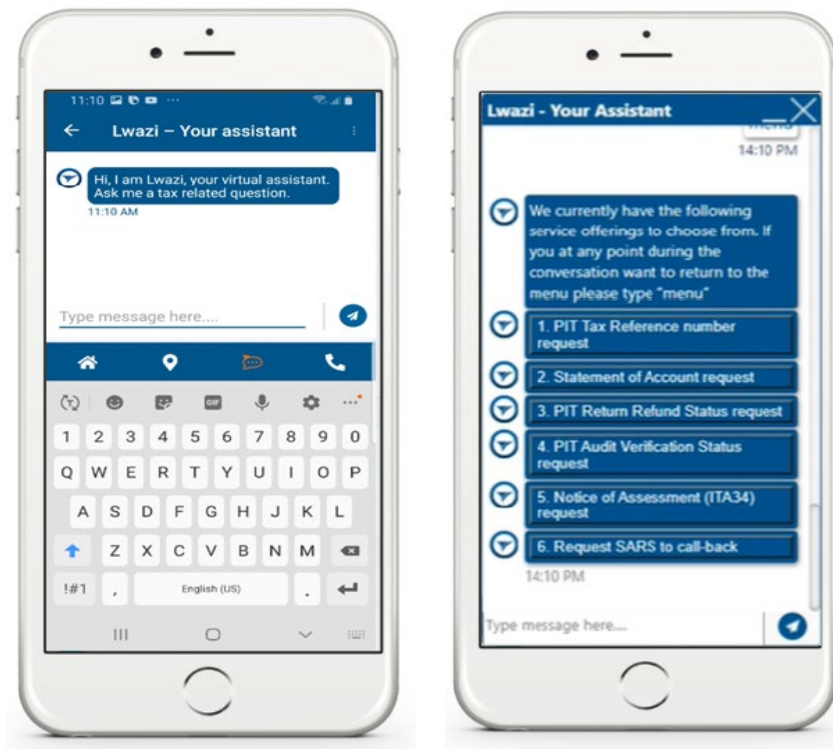 11:10
Lwazi – Your assistant
Hi, I am Lwazi, your virtual assistant.
Ask me a tax related question.
11:10 AM
Type message here....
GIF
1 2 3 4 5 6 7 8 9 0
Q W E R T Y U I O P
A S D F G H J K L
Z X C V B N M
!#1 , English (US) .
Lwazi - Your Assistant
menu
14:10 PM
We currently have the following
service offerings to choose from. If
you at any point during the
conversation want to return to the
menu please type "menu"
1. PIT Tax Reference number
request
2. Statement of Account request
3. PIT Return Refund Status request
4. PIT Audit Verification Status
request
5. Notice of Assessment (ITA34)
request
6. Request SARS to call-back
14:10 PM
Type message here....